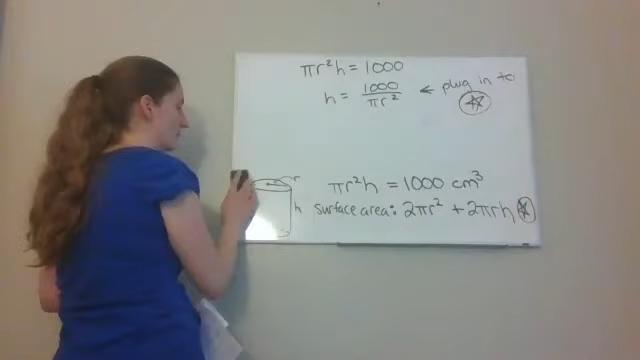 πr²h = 1000
h = 1000/πr² ← plug in to
☆
r
πr²h = 1000 cm³
h
surface area: 2πr² + 2πrh ☆